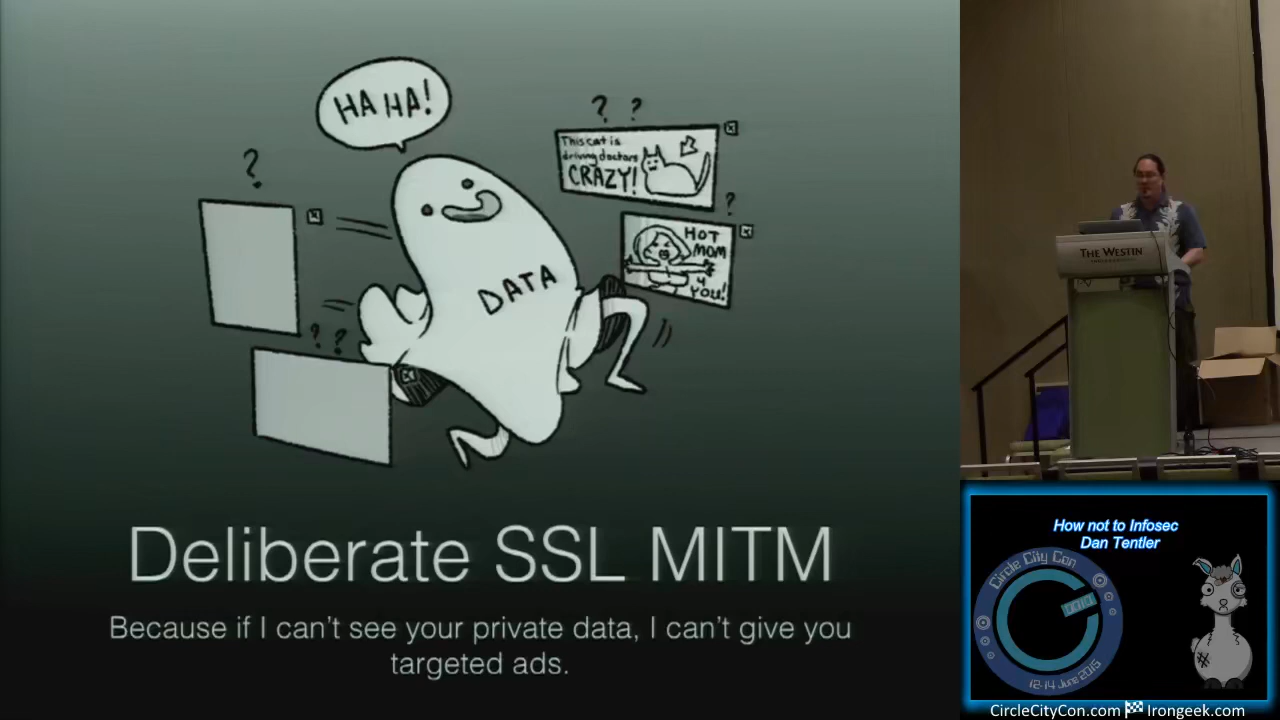 HA HA!
? ?
This cat is
driving doctors
CRAZY!
?
?
HOT
MOM
4
YOU!
DATA
? ?
Deliberate SSL MITM
Because if I can't see your private data, I can't give you
targeted ads.
THE WESTIN
How not to Infosec
Dan Tentler
Circle City Con
12-14 June 2015
CircleCityCon.com Irongeek.com